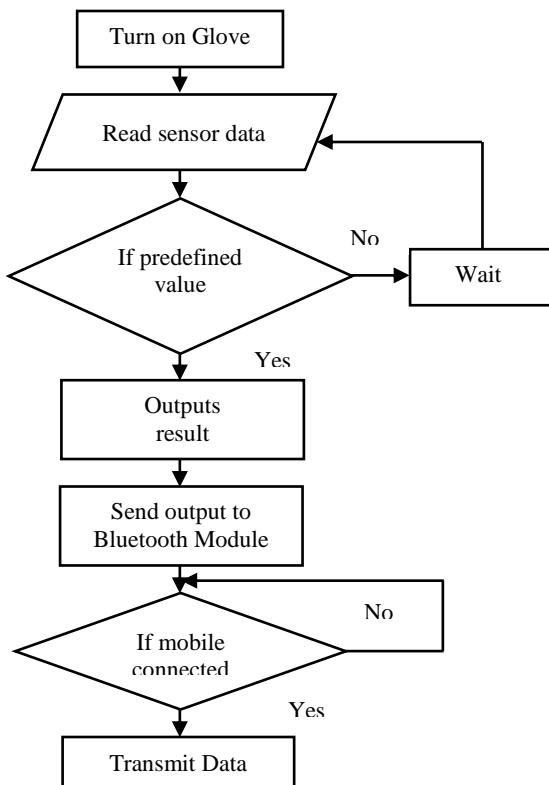 Turn on Glove
Read sensor data
No
If predefined
value
Wait
Yes
Outputs
result
Send output to
Bluetooth Module
No
If mobile
connected
Yes
Transmit Data